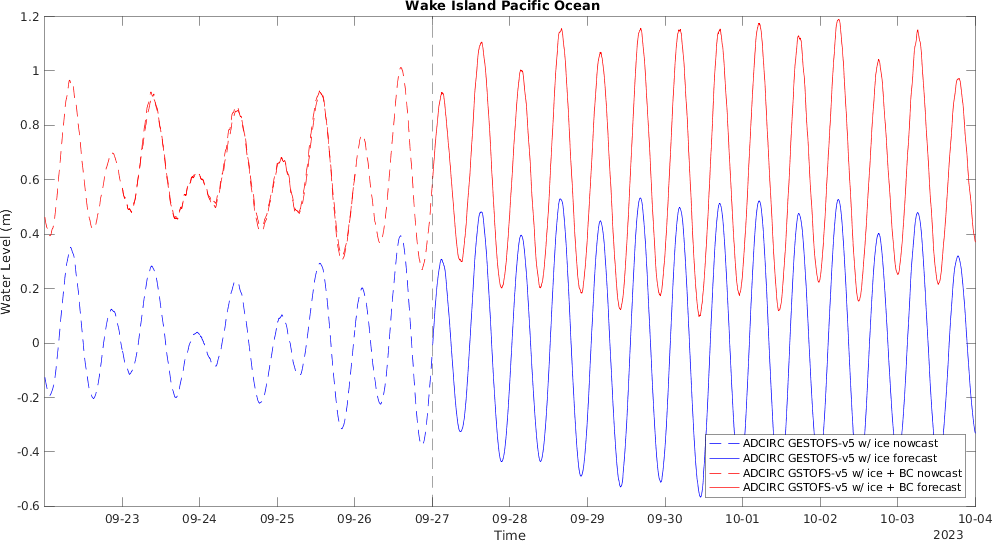 Wake Island Pacific Ocean
Water Level (m)
1.2
1
0.8
0.6
0.4
0.2
0
-0.2
-0.4
-0.6
ADCIRC GESTOFS-v5 w/ ice nowcast
ADCIRC GESTOFS-v5 w/ ice forecast
ADCIRC GSTOFS-v5 w/ ice + BC nowcast
ADCIRC GSTOFS-v5 w/ ice + BC forecast
09-23 09-24 09-25 09-26 09-27 09-28 09-29 09-30 10-01 10-02 10-03 10-04
Time
2023